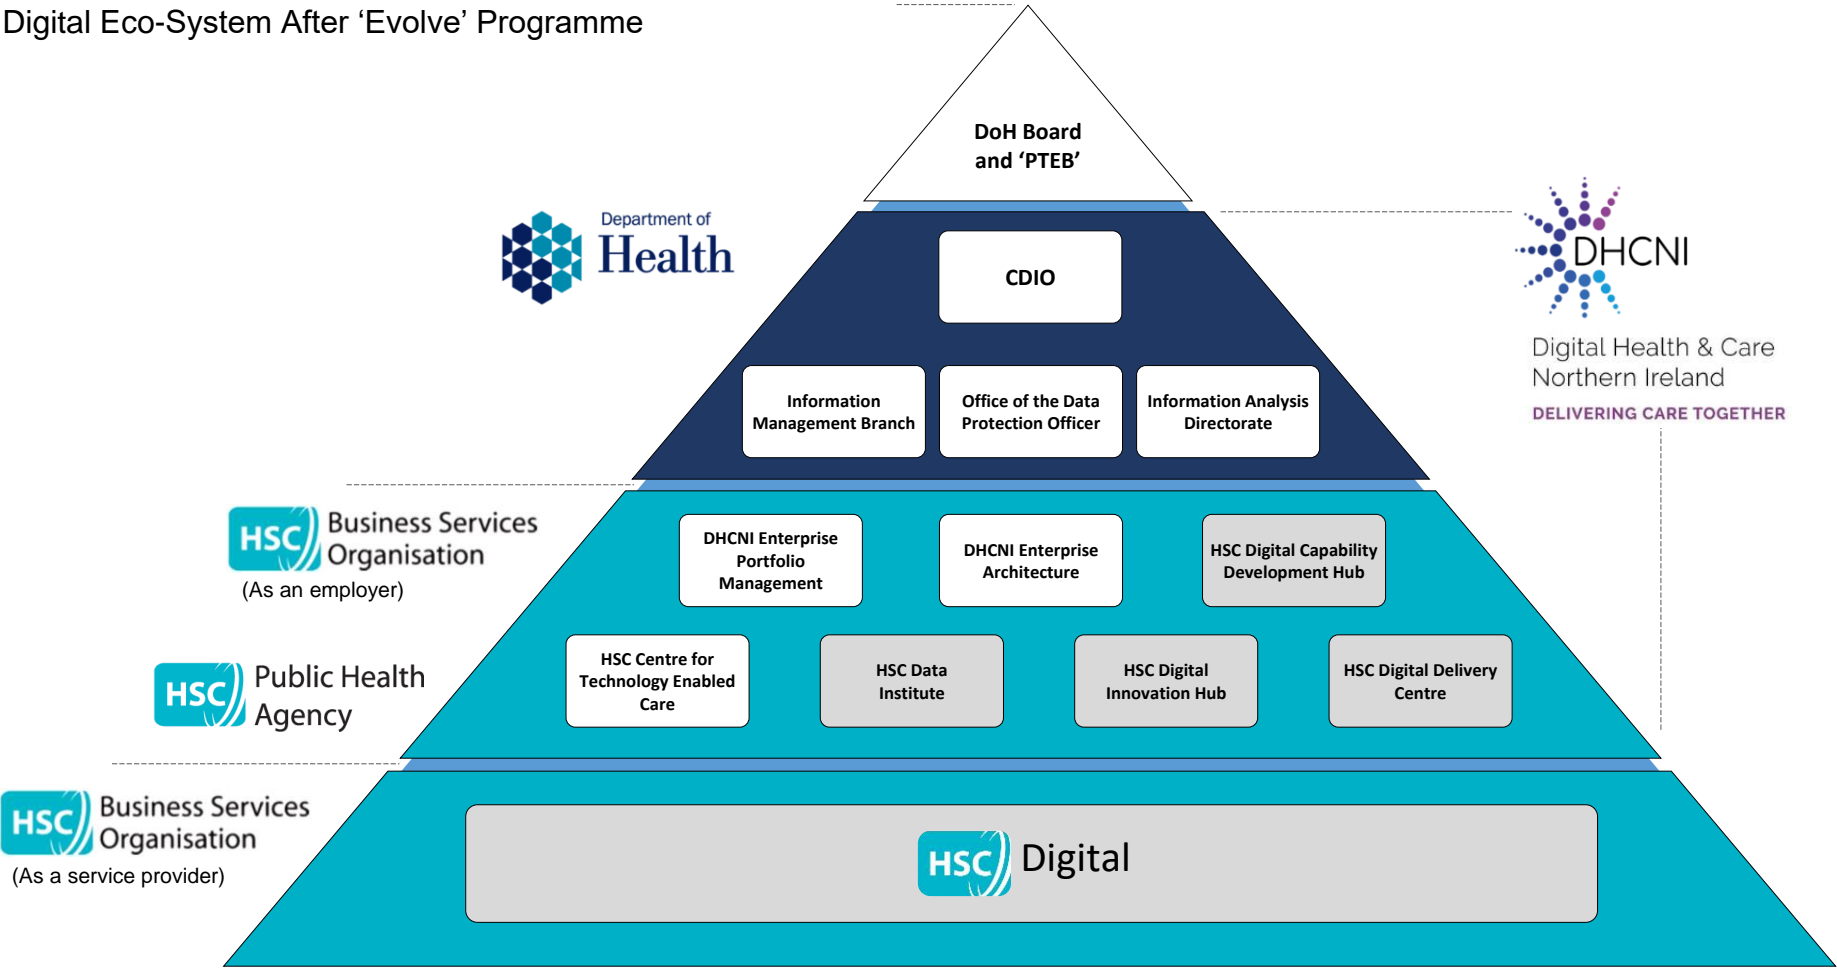 Digital Eco-System After ‘Evolve’ Programme
DoH Board
and ‘PTEB’
Department of
Health
CDIO
DHCNI
Digital Health & Care
Northern Ireland
DELIVERING CARE TOGETHER
Information
Management Branch
Office of the Data
Protection Officer
Information Analysis
Directorate
HSC
Business Services
Organisation
(As an employer)
DHCNI Enterprise
Portfolio
Management
DHCNI Enterprise
Architecture
HSC Digital Capability
Development Hub
HSC
Public Health
Agency
HSC Centre for
Technology Enabled
Care
HSC Data
Institute
HSC Digital
Innovation Hub
HSC Digital Delivery
Centre
HSC
Business Services
Organisation
(As a service provider)
HSC Digital